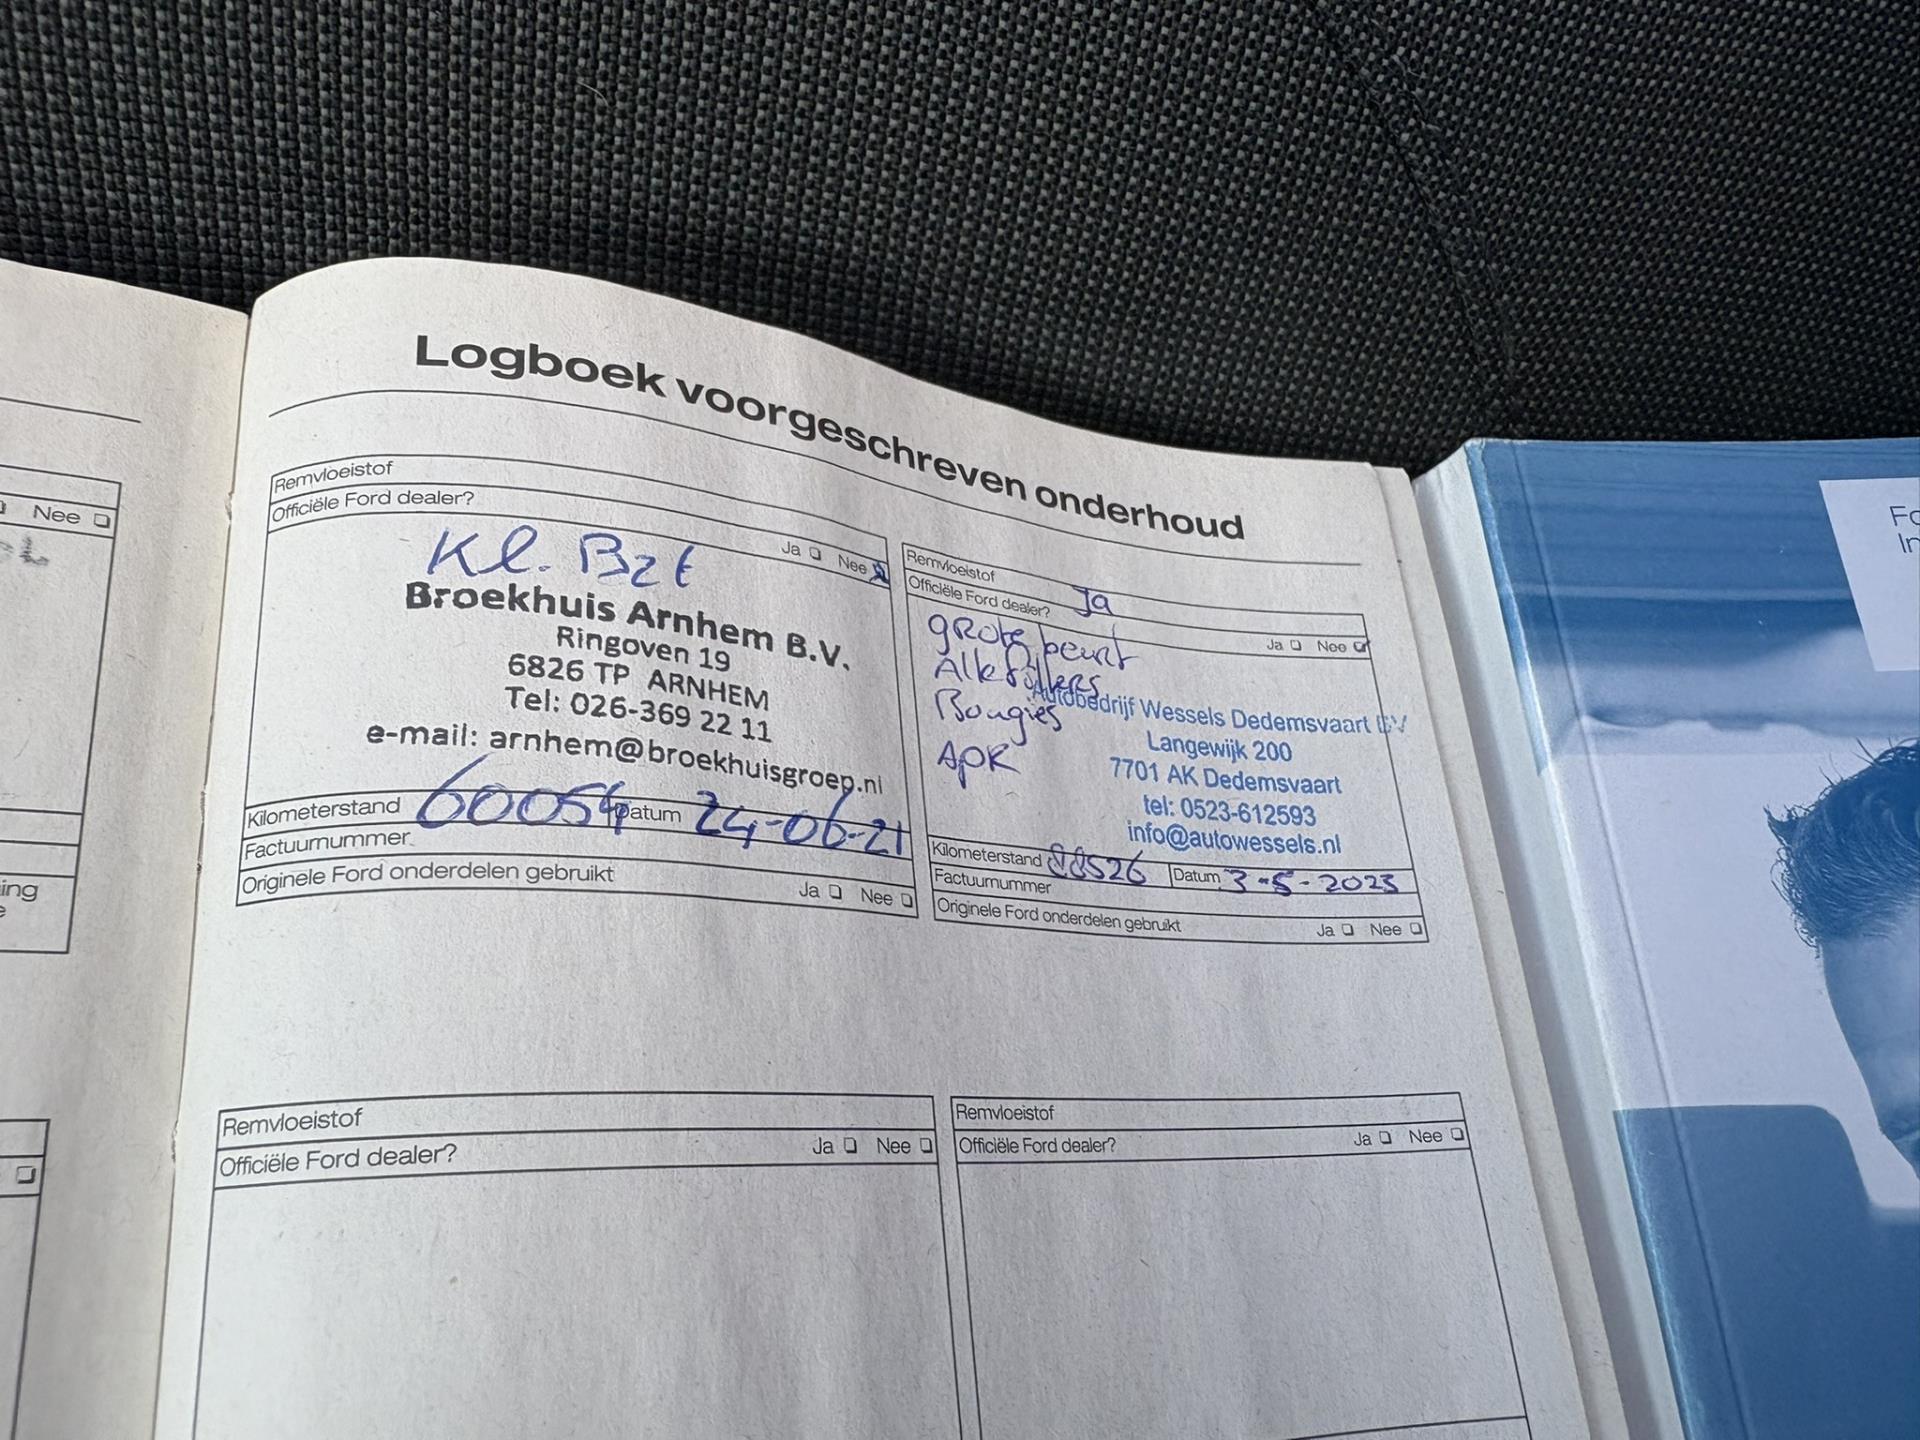 Logboek voorgeschreven onderhoud
Nee
Remvloeistof
Officiële Ford dealer?
Ja Nee
Kl. Bzt
Broekhuis Arnhem B.V.
Ringoven 19
6826 TP ARNHEM
Tel: 026-369 22 11
e-mail: arnhem@broekhuisgroep.nl
Kilometerstand 60054 Datum 24-06-21
Factuurnummer
Originele Ford onderdelen gebruikt
Ja Nee
Remvloeistof Ja
Officiële Ford dealer?
Ja Nee
grote beurt
Alle filters
Bougies
APK
Autobedrijf Wessels Dedemsvaart BV
Langewijk 200
7701 AK Dedemsvaart
tel: 0523-612593
info@autowessels.nl
Kilometerstand 88526 Datum 3-5-2023
Factuurnummer
Originele Ford onderdelen gebruikt
Ja Nee
Remvloeistof
Officiële Ford dealer? Ja Nee
Remvloeistof
Officiële Ford dealer? Ja Nee